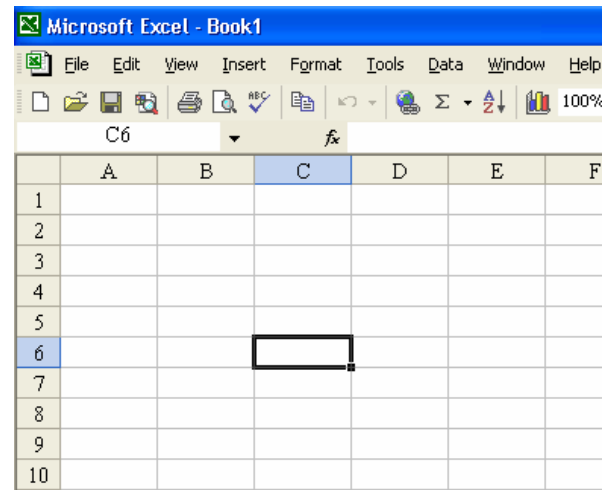 Microsoft Excel - Book1
File Edit View Insert Format Tools Data Window Help
ABC Σ A Z 100%
C6 fx
A B C D E F
1
2
3
4
5
6
7
8
9
10